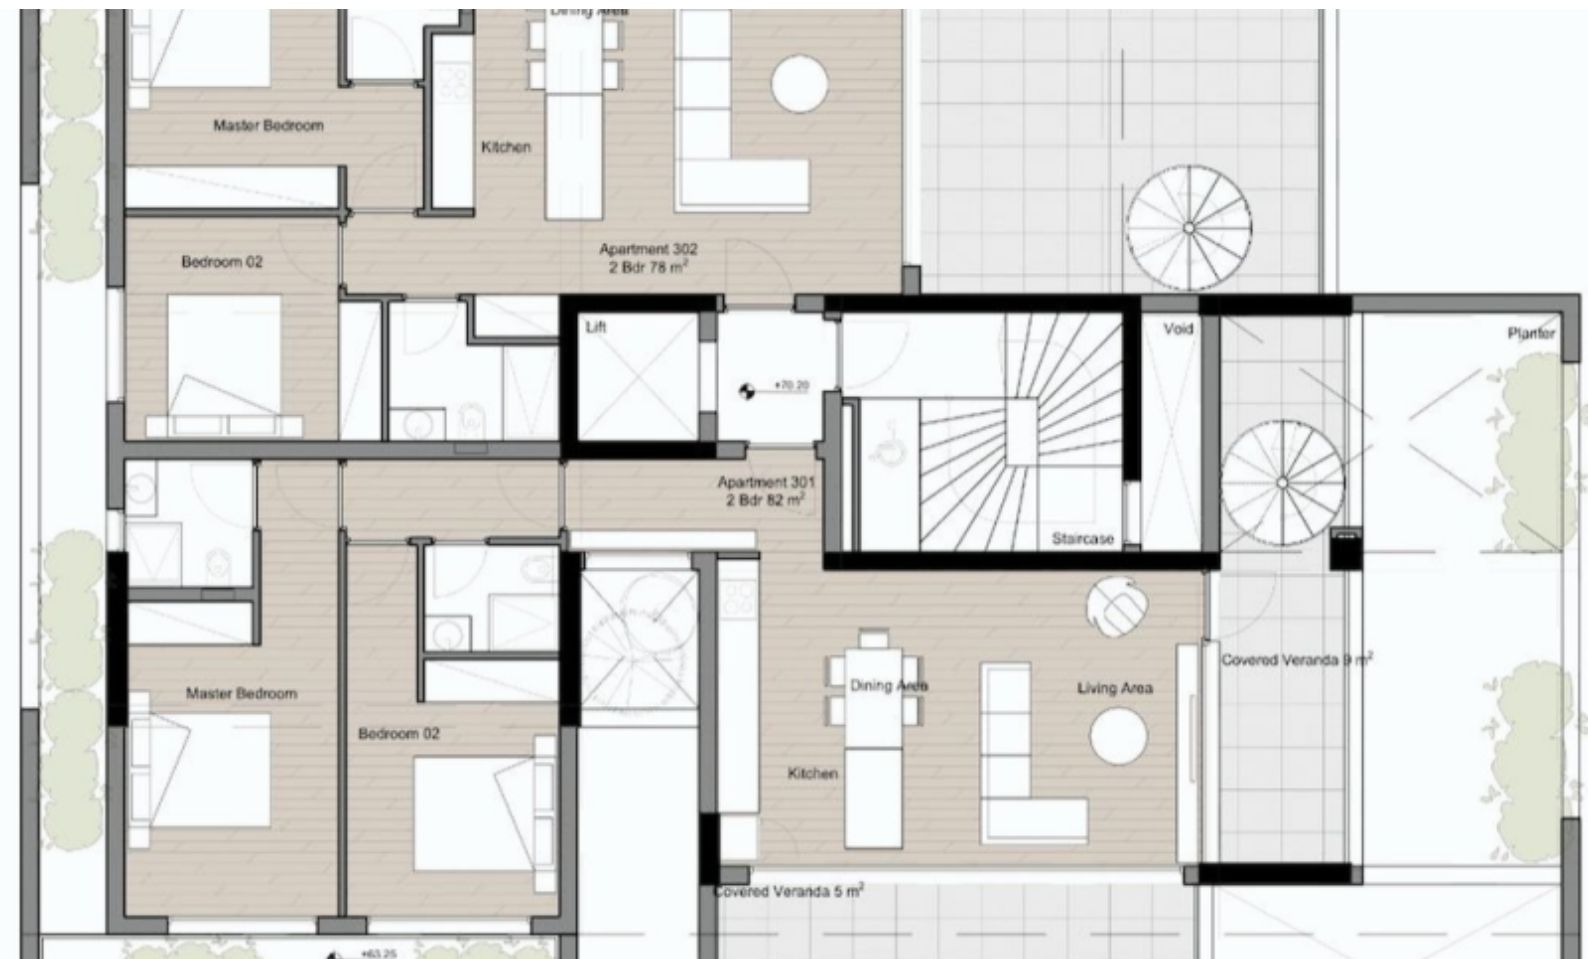 Dining Area
Master Bedroom
Kitchen
Bedroom 02
Apartment 302
2 Bdr 78 m²
Lift
Void
Planter
+70.20
Apartment 301
2 Bdr 82 m²
Staircase
Covered Veranda 9 m²
Master Bedroom
Dining Area
Living Area
Bedroom 02
Kitchen
Covered Veranda 5 m²
+63.25